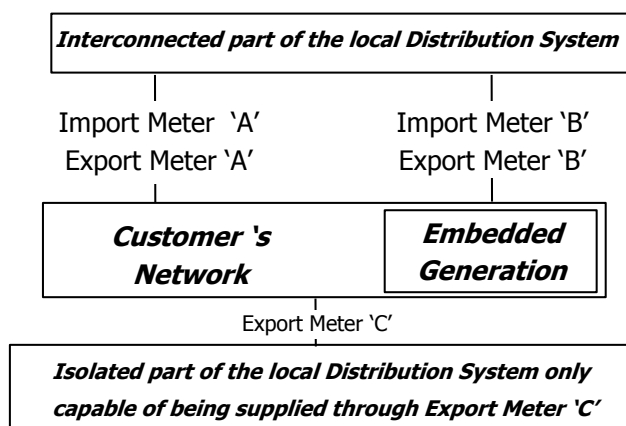 Interconnected part of the local Distribution System
Import Meter ‘A’
Export Meter ‘A’
Import Meter ‘B’
Export Meter ‘B’
Customer ‘s
Network
Embedded
Generation
Export Meter ‘C’
Isolated part of the local Distribution System only
capable of being supplied through Export Meter ‘C’